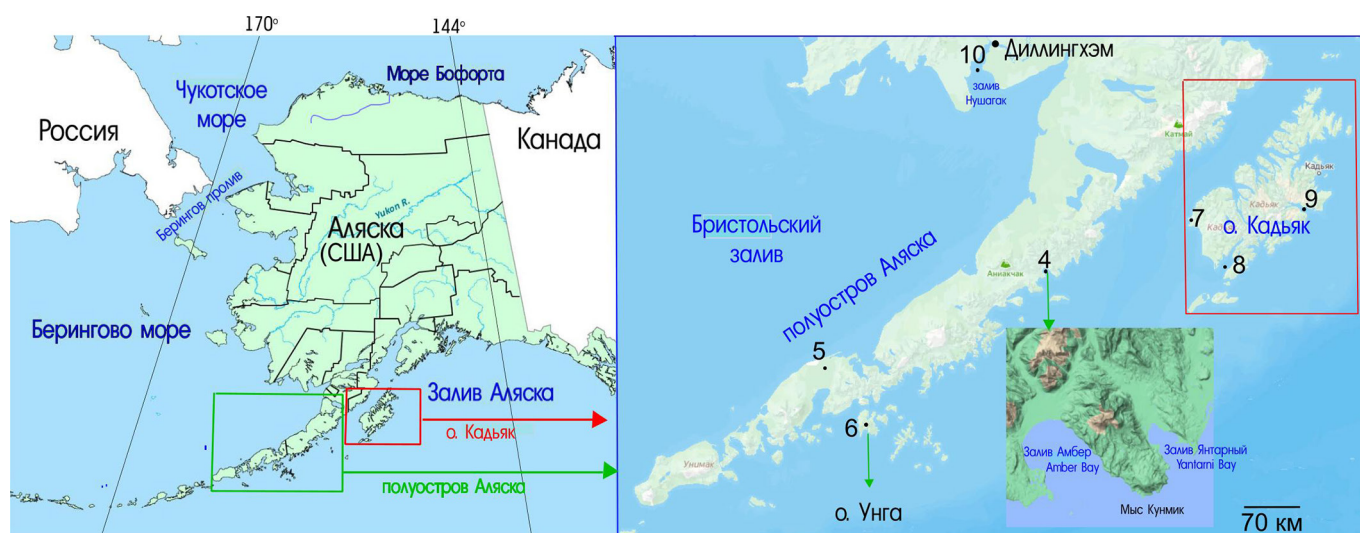 170°
144°
Море Бофорта
Чукотское
море
Россия
Канада
Берингов пролив
Yukon R.
Аляска
(США)
Берингово море
Залив Аляска
о. Кадьяк
полуостров Аляска
10
Диллингхэм
залив
Нушагак
Катмай
Кадьяк
Кадьяк
9
7
о. Кадьяк
8
Бристольский
залив
полуостров Аляска
4
Аниакчак
5
6
Унимак
о. Унга
Залив Амбер
Amber Bay
Залив Янтарный
Yantarni Bay
Мыс Кунмик
70 км